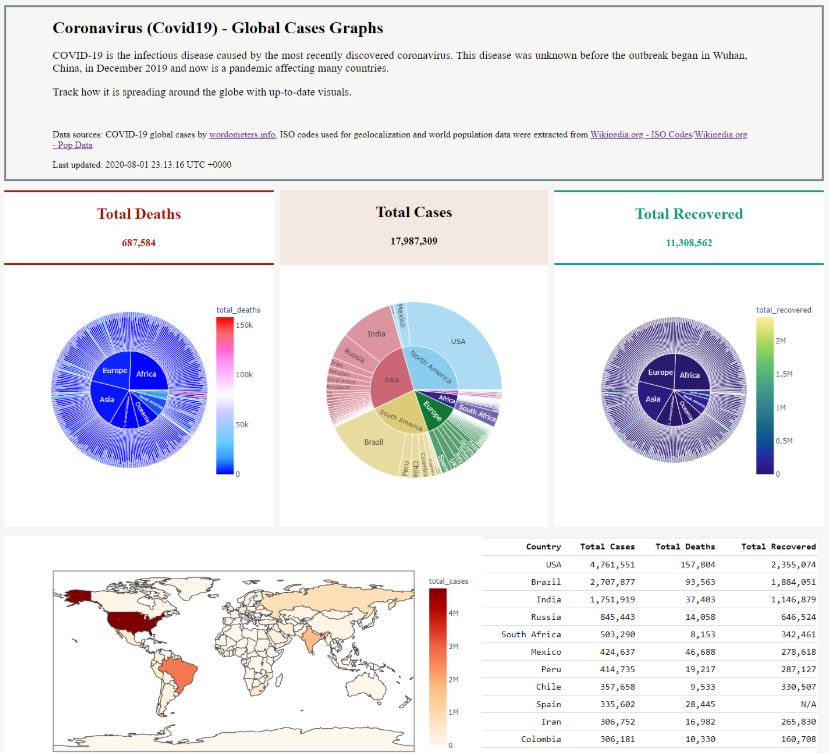 Coronavirus (Covid19) - Global Cases Graphs
COVID-19 is the infectious disease caused by the most recently discovered coronavirus. This disease was unknown before the outbreak began in Wuhan,
China, in December 2019 and now is a pandemic affecting many countries.
Track how it is spreading around the globe with up-to-date visuals.
Data sources: COVID-19 global cases by wordometers.info, ISO codes used for geolocalization and world population data were extracted from Wikipedia.org - ISO Codes/Wikipedia.org
- Pop Data
Last updated: 2020-08-01 23:13:16 UTC +0000
Total Deaths
687,584
Total Cases
17,987,309
Total Recovered
11,308,562
total_deaths
150k
100k
50k
0
Europe
Africa
Asia
Oceania
Mexico
USA
India
North America
Russia
Iran
Pakistan
Saudi Arabia
Asia
Africa
South Africa
Europe
South America
Brazil
Peru
Chile
Colombia
Spain
total_recovered
2M
1.5M
1M
0.5M
0
Europe
Africa
Asia
Oceania
total_cases
4M
3M
2M
1M
0
Country Total Cases Total Deaths Total Recovered
USA 4,761,551 157,804 2,355,074
Brazil 2,707,877 93,563 1,884,051
India 1,751,919 37,403 1,146,879
Russia 845,443 14,058 646,524
South Africa 503,290 8,153 342,461
Mexico 424,637 46,688 278,618
Peru 414,735 19,217 287,127
Chile 357,658 9,533 330,507
Spain 335,602 28,445 N/A
Iran 306,752 16,982 265,830
Colombia 306,181 10,330 160,708